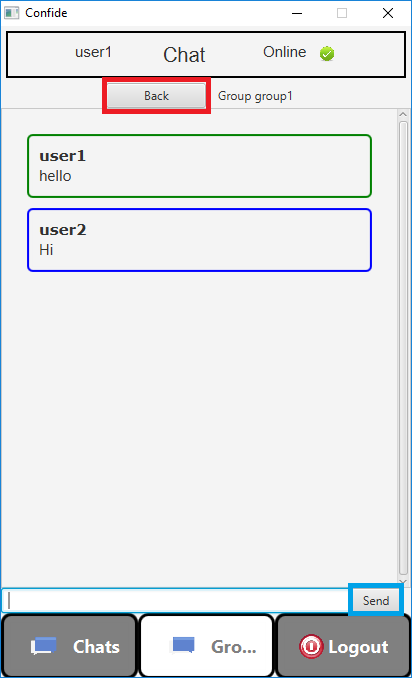 Confide
user1 Chat Online
Back Group group1
user1
hello
user2
Hi
Send
Chats Gro... Logout